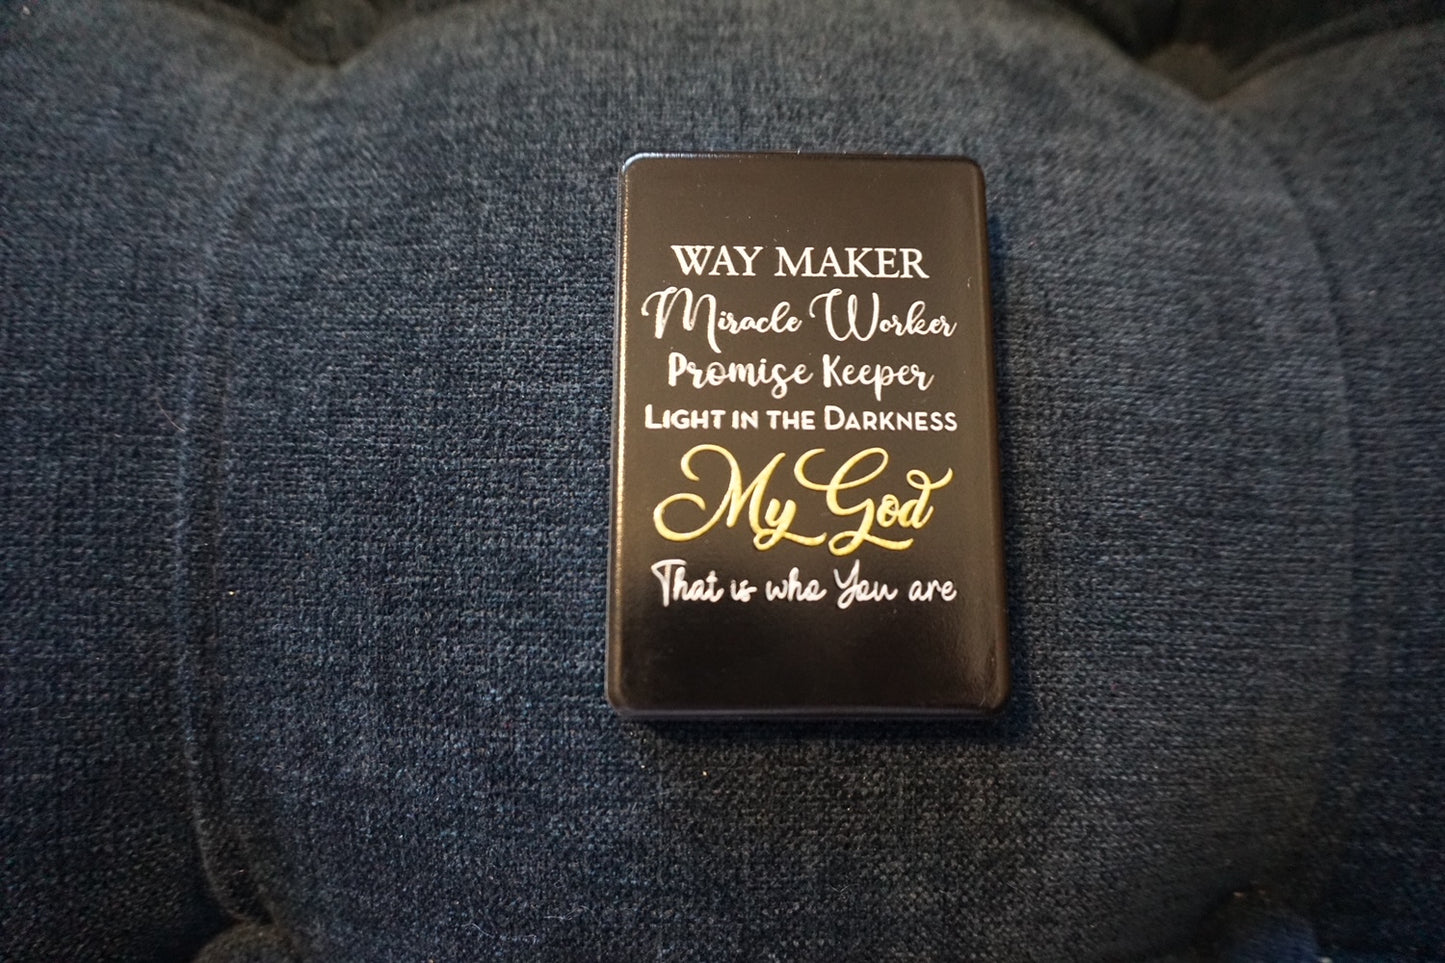 WAY MAKER
Miracle Worker
Promise Keeper
LIGHT IN THE DARKNESS
My God
That is who You are